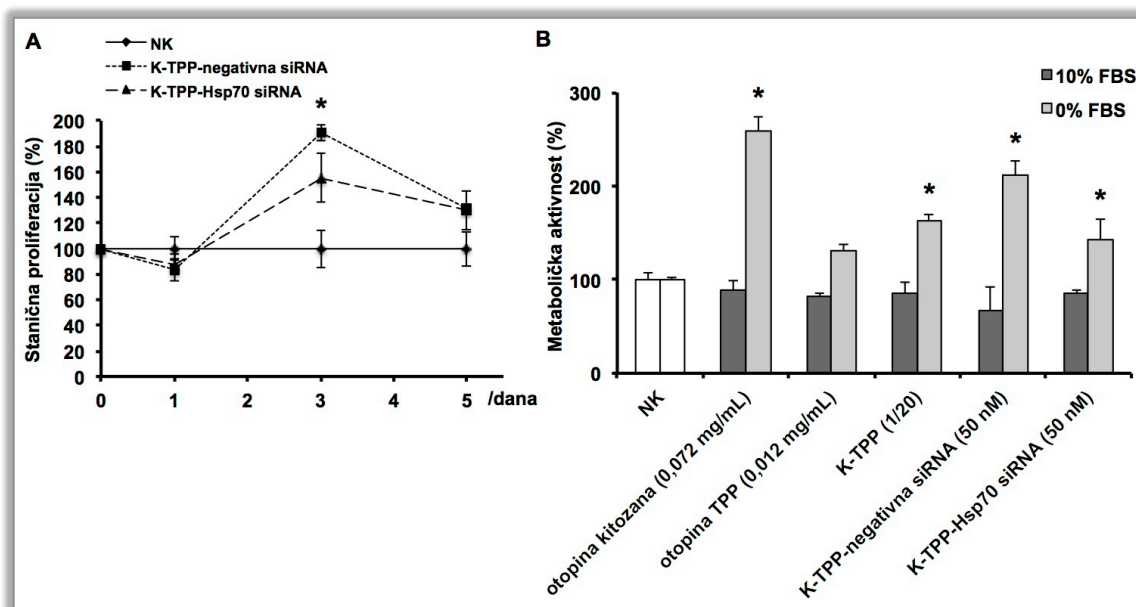 A
NK
K-TPP-negativna siRNA
K-TPP-Hsp70 siRNA
*
Stanična proliferacija (%)
200
180
160
140
120
100
80
60
40
20
0
0 1 2 3 4 5 /dana
B
10% FBS
0% FBS
Metabolička aktivnost (%)
300
200
100
0
* * * *
NK
otopina kitozana (0,072 mg/mL)
otopina TPP (0,012 mg/mL)
K-TPP (1/20)
K-TPP-negativna siRNA (50 nM)
K-TPP-Hsp70 siRNA (50 nM)